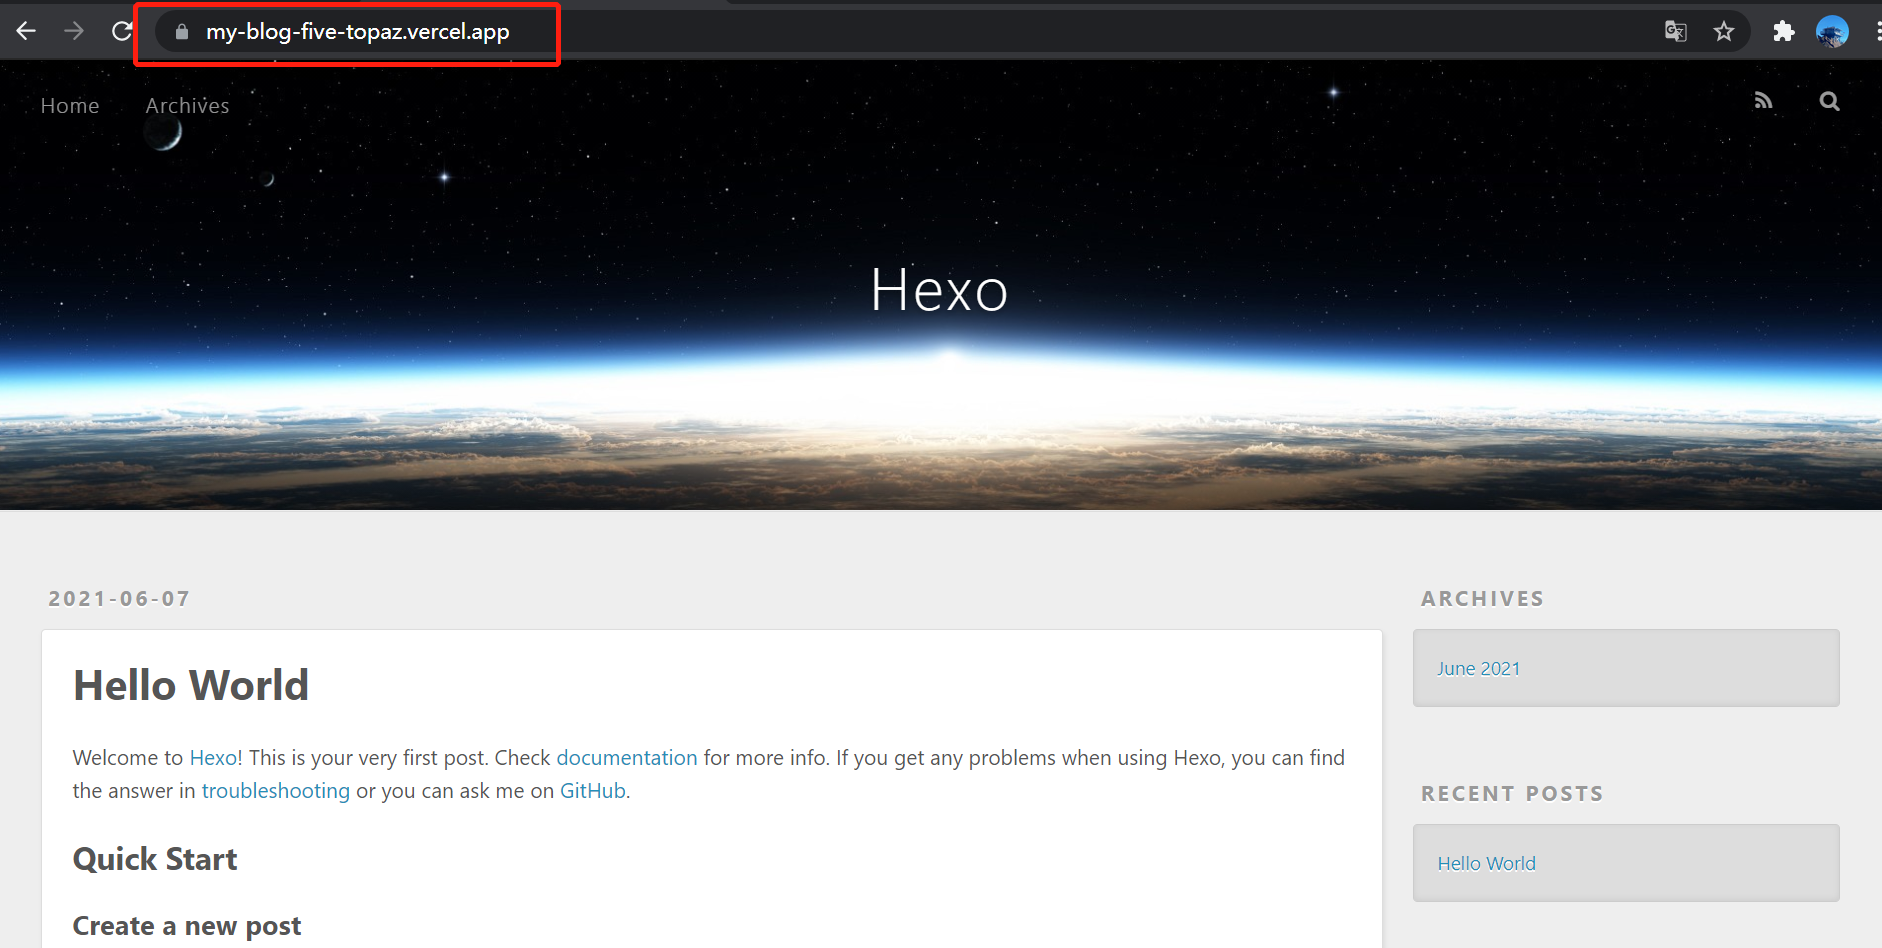 my-blog-five-topaz.vercel.app
Home
Archives
Hexo
2021-06-07
Hello World
Welcome to Hexo! This is your very first post. Check documentation for more info. If you get any problems when using Hexo, you can find
the answer in troubleshooting or you can ask me on GitHub.
Quick Start
Create a new post
ARCHIVES
June 2021
RECENT POSTS
Hello World